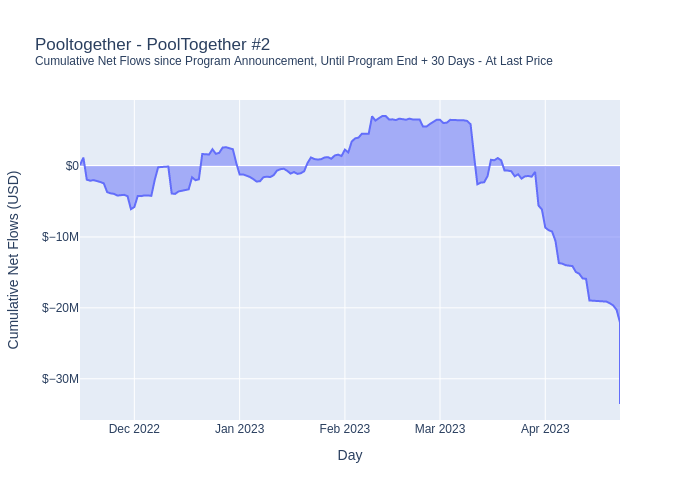 Pooltogether - PoolTogether #2
Cumulative Net Flows since Program Announcement, Until Program End + 30 Days - At Last Price
Cumulative Net Flows (USD)
$0
$−10M
$−20M
$−30M
Dec 2022
Jan 2023
Feb 2023
Mar 2023
Apr 2023
Day